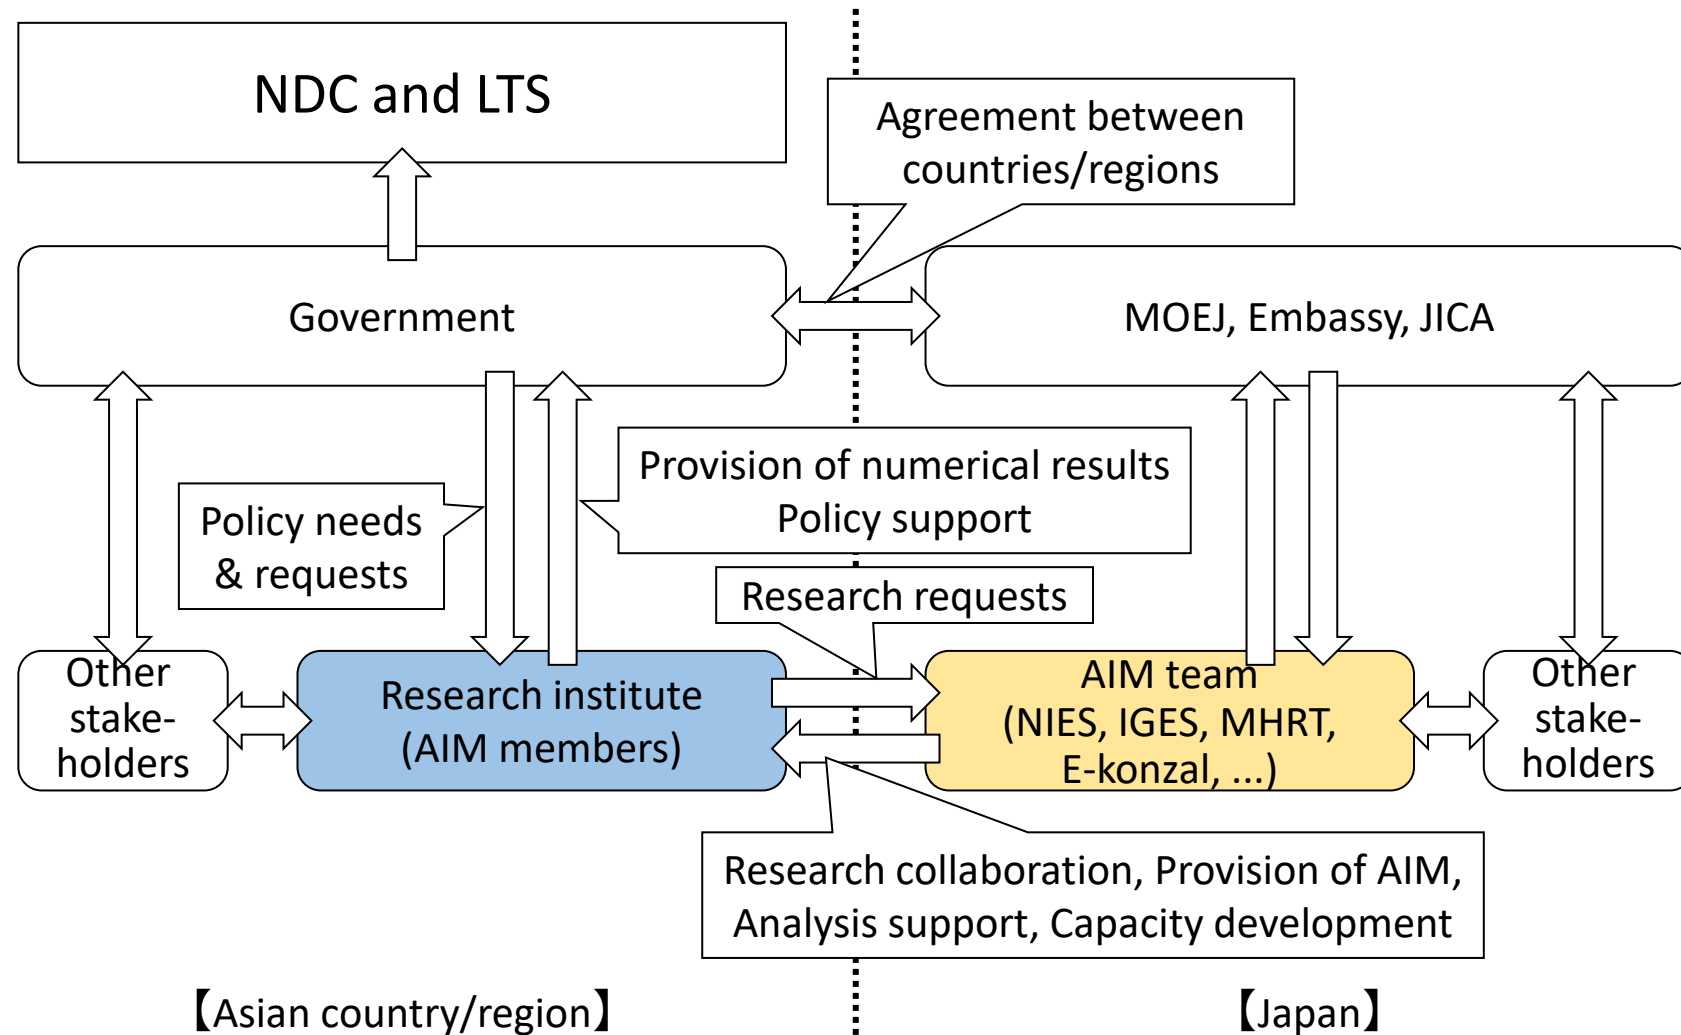 NDC and LTS
Agreement between
countries/regions
Government
MOEJ, Embassy, JICA
Policy needs
& requests
Provision of numerical results
Policy support
Research requests
Other
stake-
holders
Research institute
(AIM members)
AIM team
(NIES, IGES, MHRT,
E-konzal, ...)
Other
stake-
holders
Research collaboration, Provision of AIM,
Analysis support, Capacity development
【Asian country/region】
【Japan】